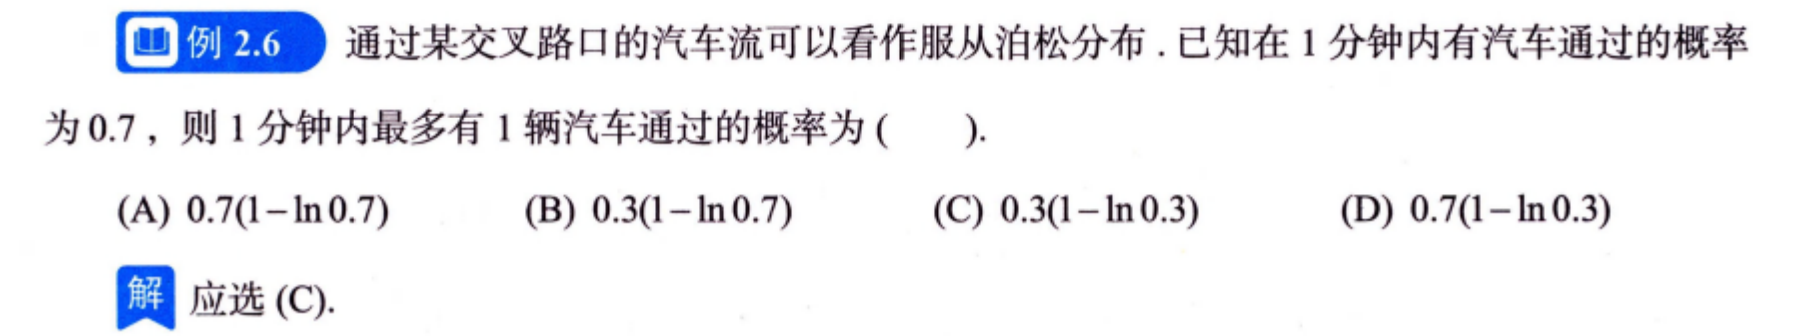 例 2.6 通过某交叉路口的汽车流可以看作服从泊松分布.已知在 1 分钟内有汽车通过的概率
为 0.7，则 1 分钟内最多有 1 辆汽车通过的概率为(  ).
(A) 0.7(1−ln 0.7) (B) 0.3(1−ln 0.7) (C) 0.3(1−ln 0.3) (D) 0.7(1−ln 0.3)
解 应选 (C).